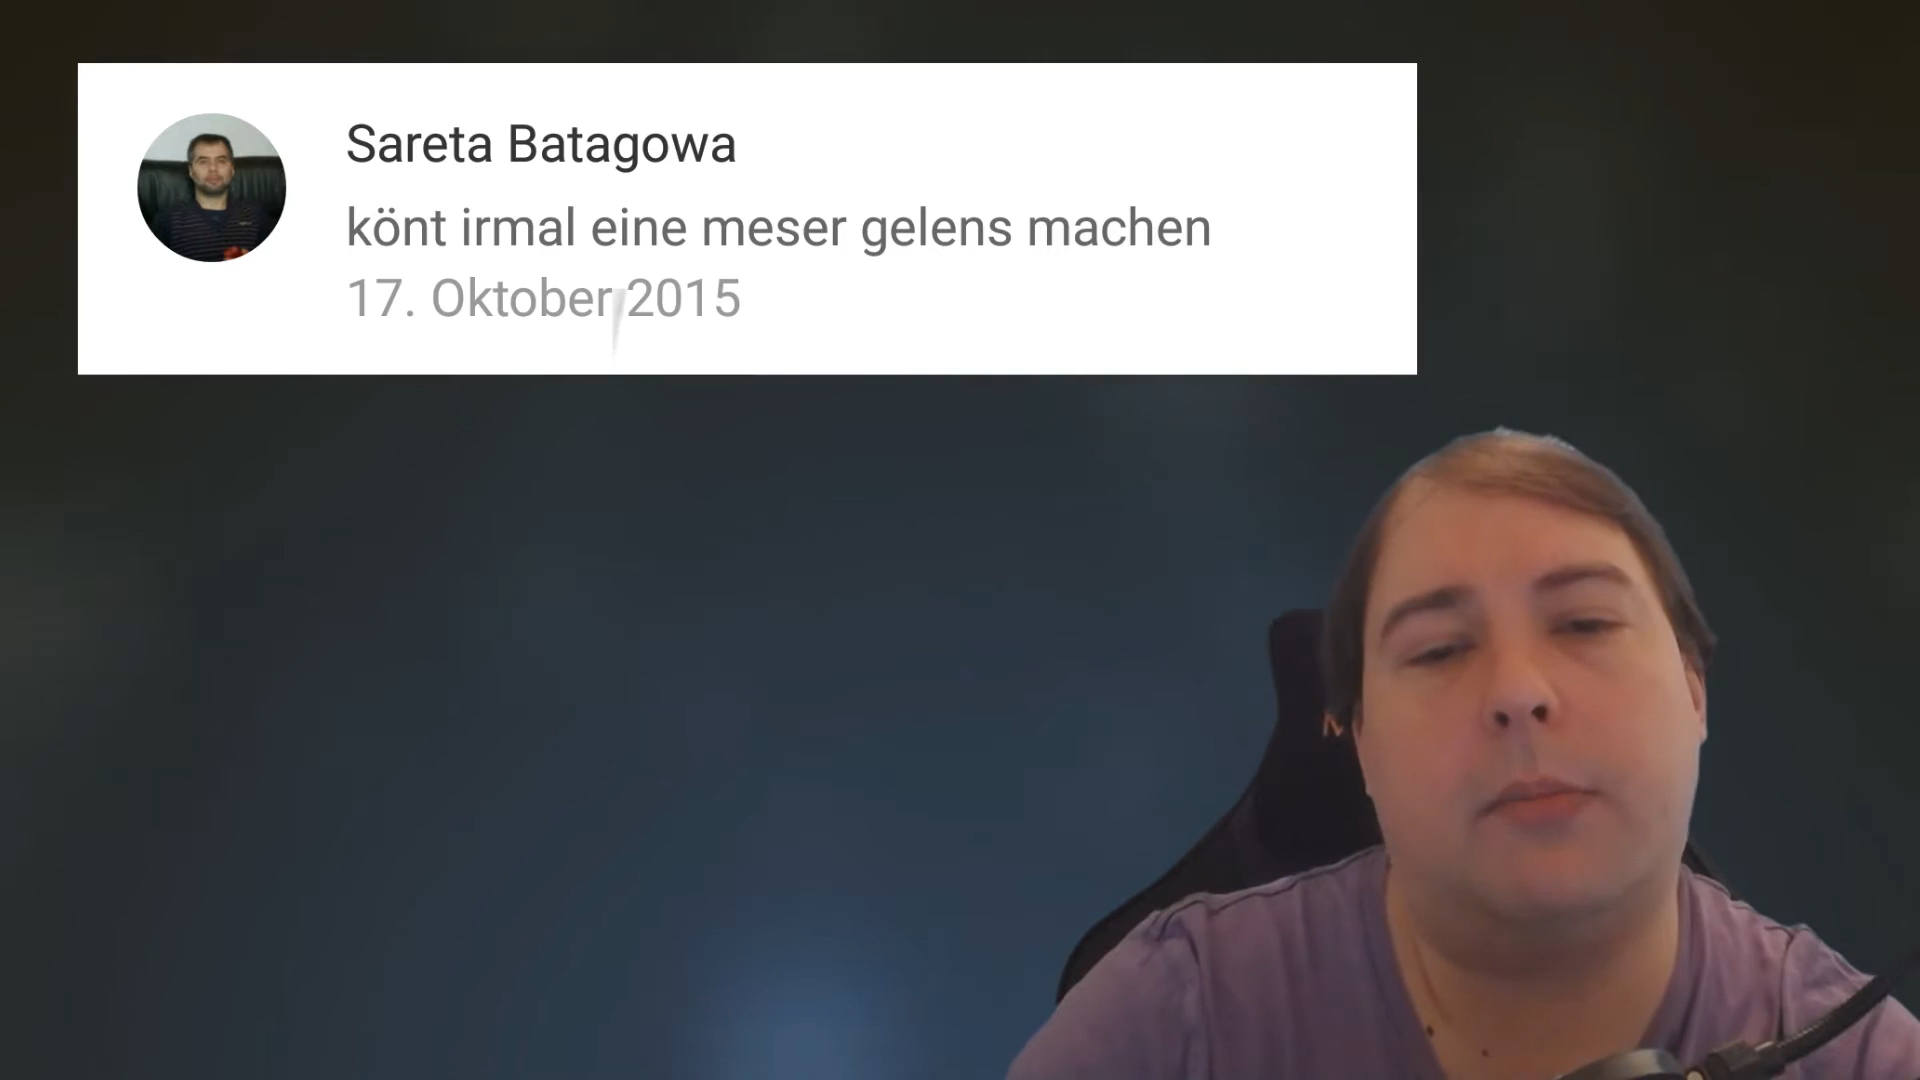 Sareta Batagowa
könt irmal eine meser gelens machen
17. Oktober 2015